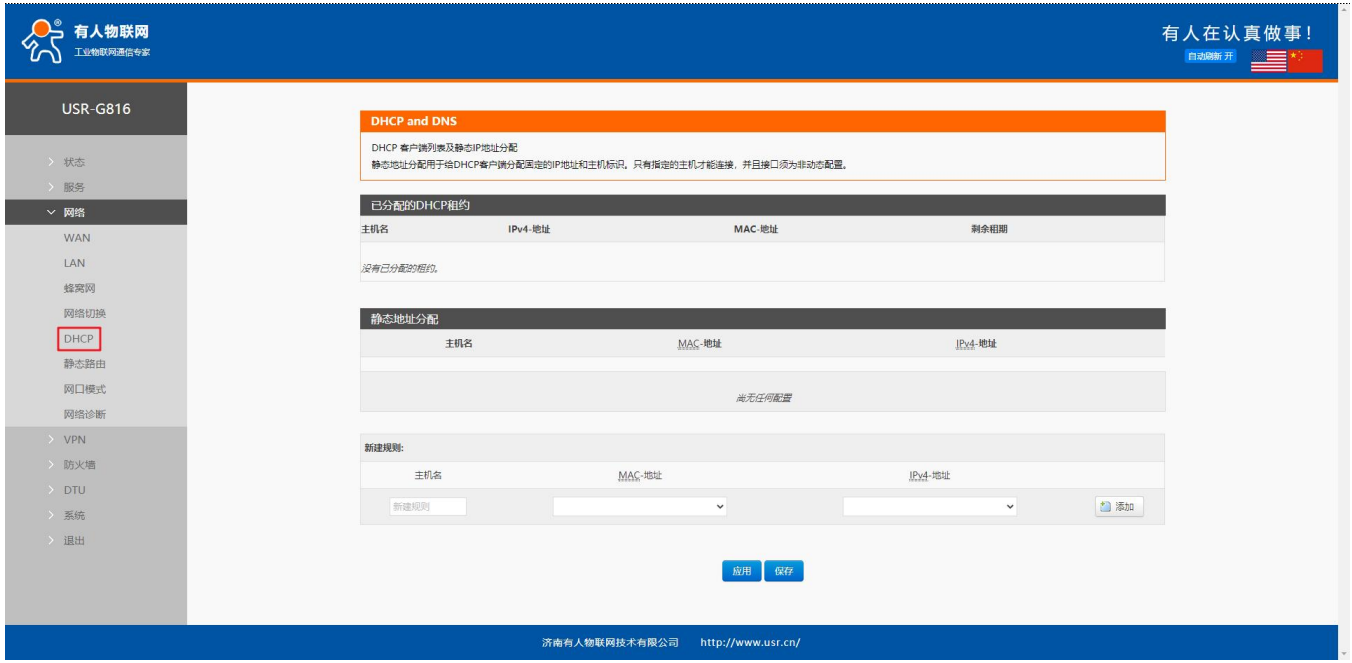 有人物联网
工业物联网通信专家
有人在认真做事！
自动刷新 开
USR-G816
状态
服务
网络
WAN
LAN
蜂窝网
网络切换
DHCP
静态路由
网口模式
网络诊断
VPN
防火墙
DTU
系统
退出
DHCP and DNS
DHCP 客户端列表及静态IP地址分配
静态地址分配用于给DHCP客户端分配固定的IP地址和主机标识。只有指定的主机才能连接，并且接口须为非动态配置。
已分配的DHCP租约
主机名 IPv4-地址 MAC-地址 剩余租期
没有已分配的租约。
静态地址分配
主机名 MAC-地址 IPv4-地址
尚无任何配置
新建规则:
主机名 MAC-地址 IPv4-地址
新建规则 添加
应用 保存
济南有人物联网技术有限公司 http://www.usr.cn/